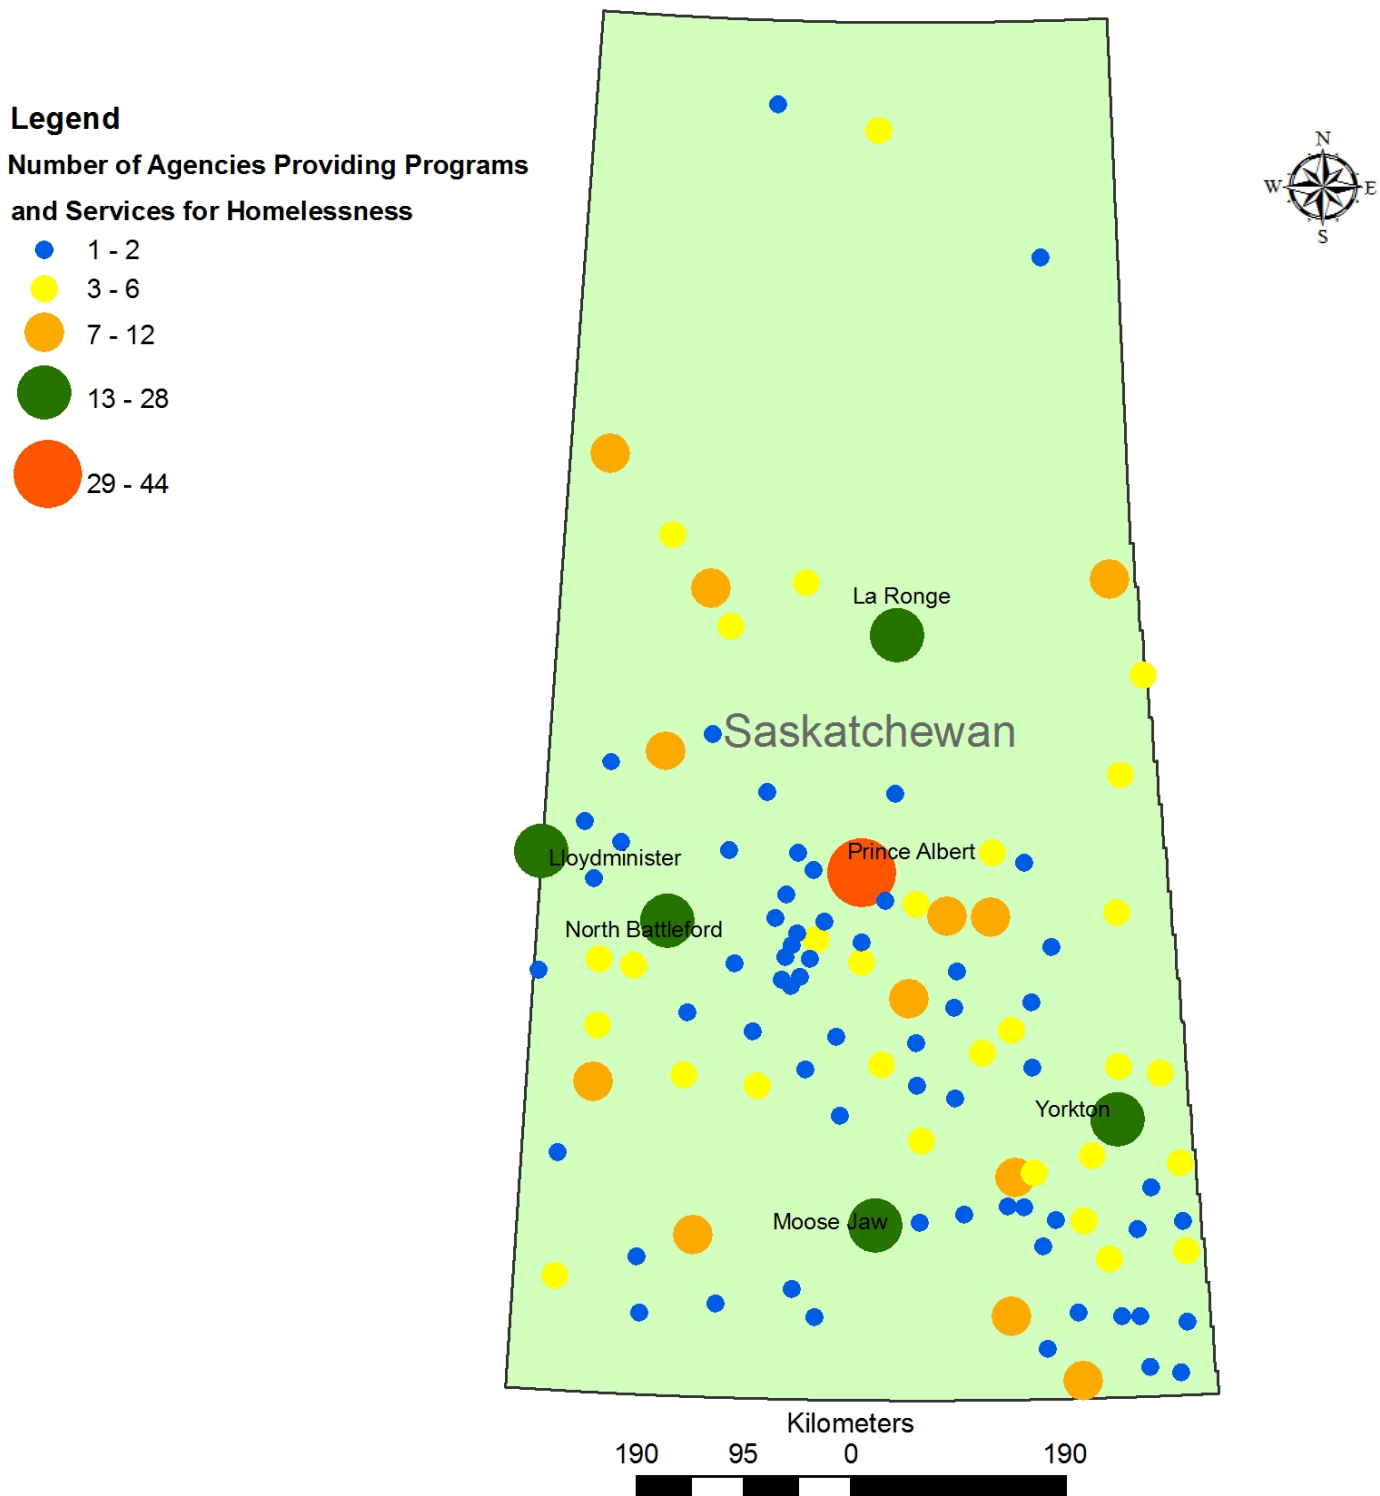 Legend
Number of Agencies Providing Programs
and Services for Homelessness
1 - 2
3 - 6
7 - 12
13 - 28
29 - 44
N
W E
S
La Ronge
Saskatchewan
Prince Albert
Lloydminister
North Battleford
Yorkton
Moose Jaw
Kilometers
190 95 0 190